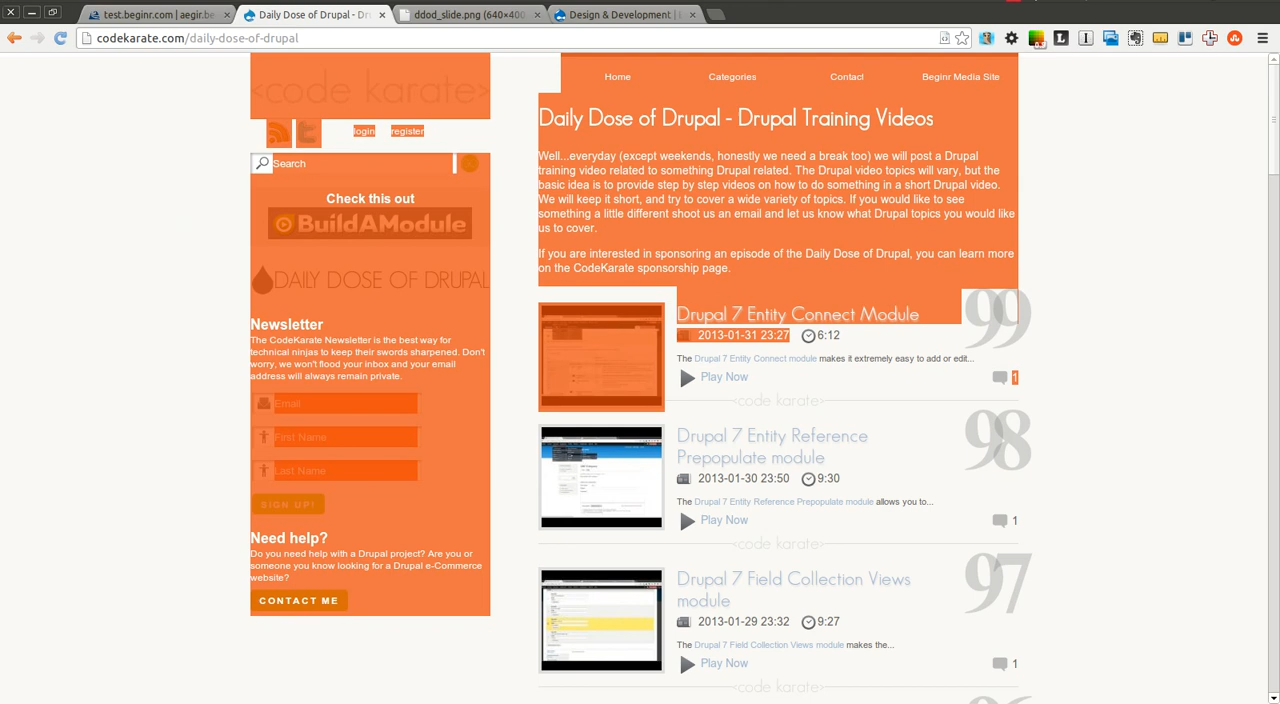 test.beginr.com | aegir.be
Daily Dose of Drupal - Dr
ddod_slide.png (640×400
Design & Development |
codekarate.com/daily-dose-of-drupal
<code karate>
login register
Search
Check this out
BuildAModule
DAILY DOSE OF DRUPAL
Newsletter
The CodeKarate Newsletter is the best way for
technical ninjas to keep their swords sharpened. Don't
worry, we won't flood your inbox and your email
address will always remain private.
Email
First Name
Last Name
SIGN UP!
Need help?
Do you need help with a Drupal project? Are you or
someone you know looking for a Drupal e-Commerce
website?
CONTACT ME
Home Categories Contact Beginr Media Site
Daily Dose of Drupal - Drupal Training Videos
Well...everyday (except weekends, honestly we need a break too) we will post a Drupal
training video related to something Drupal related. The Drupal video topics will vary, but the
basic idea is to provide step by step videos on how to do something in a short Drupal video.
We will keep it short, and try to cover a wide variety of topics. If you would like to see
something a little different shoot us an email and let us know what Drupal topics you would like
us to cover.
If you are interested in sponsoring an episode of the Daily Dose of Drupal, you can learn more
on the CodeKarate sponsorship page.
Drupal 7 Entity Connect Module
99
2013-01-31 23:27 6:12
The Drupal 7 Entity Connect module makes it extremely easy to add or edit...
Play Now 1
<code karate>
Drupal 7 Entity Reference
Prepopulate module
98
2013-01-30 23:50 9:30
The Drupal 7 Entity Reference Prepopulate module allows you to...
Play Now 1
<code karate>
Drupal 7 Field Collection Views
module
97
2013-01-29 23:32 9:27
The Drupal 7 Field Collection Views module makes the...
Play Now 1
<code karate>